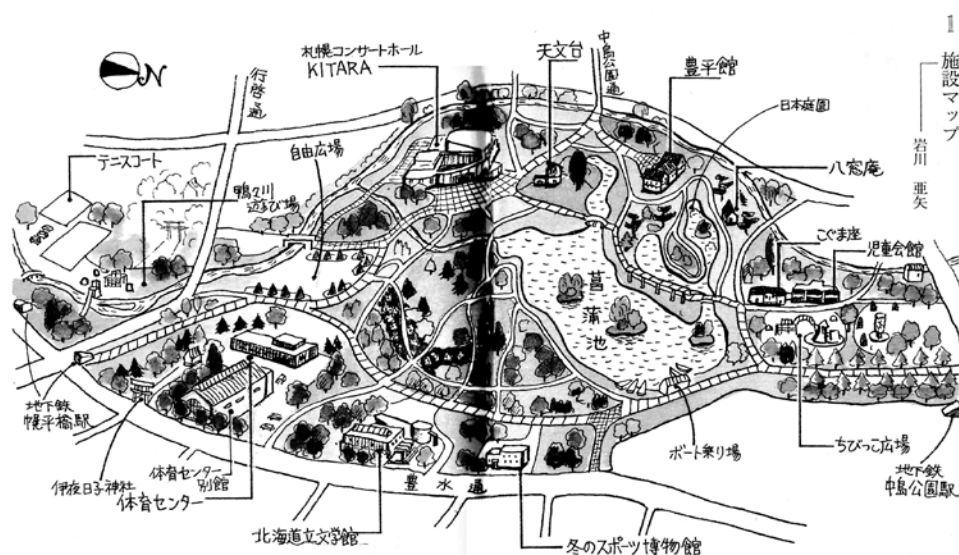 1 施設マップ
岩川 亜矢
N
行啓通
札幌コンサートホール
KITARA
天文台
中島公園通
豊平館
日本庭園
八窓庵
テニスコート
自由広場
鴨々川
遊び場
こぐま座
児童会館
菖蒲池
地下鉄
幌平橋駅
伊夜日子神社
体育センター
別館
体育センター
北海道立文学館
豊水通
冬のスポーツ博物館
ボート乗り場
ちびっこ広場
地下鉄
中島公園駅